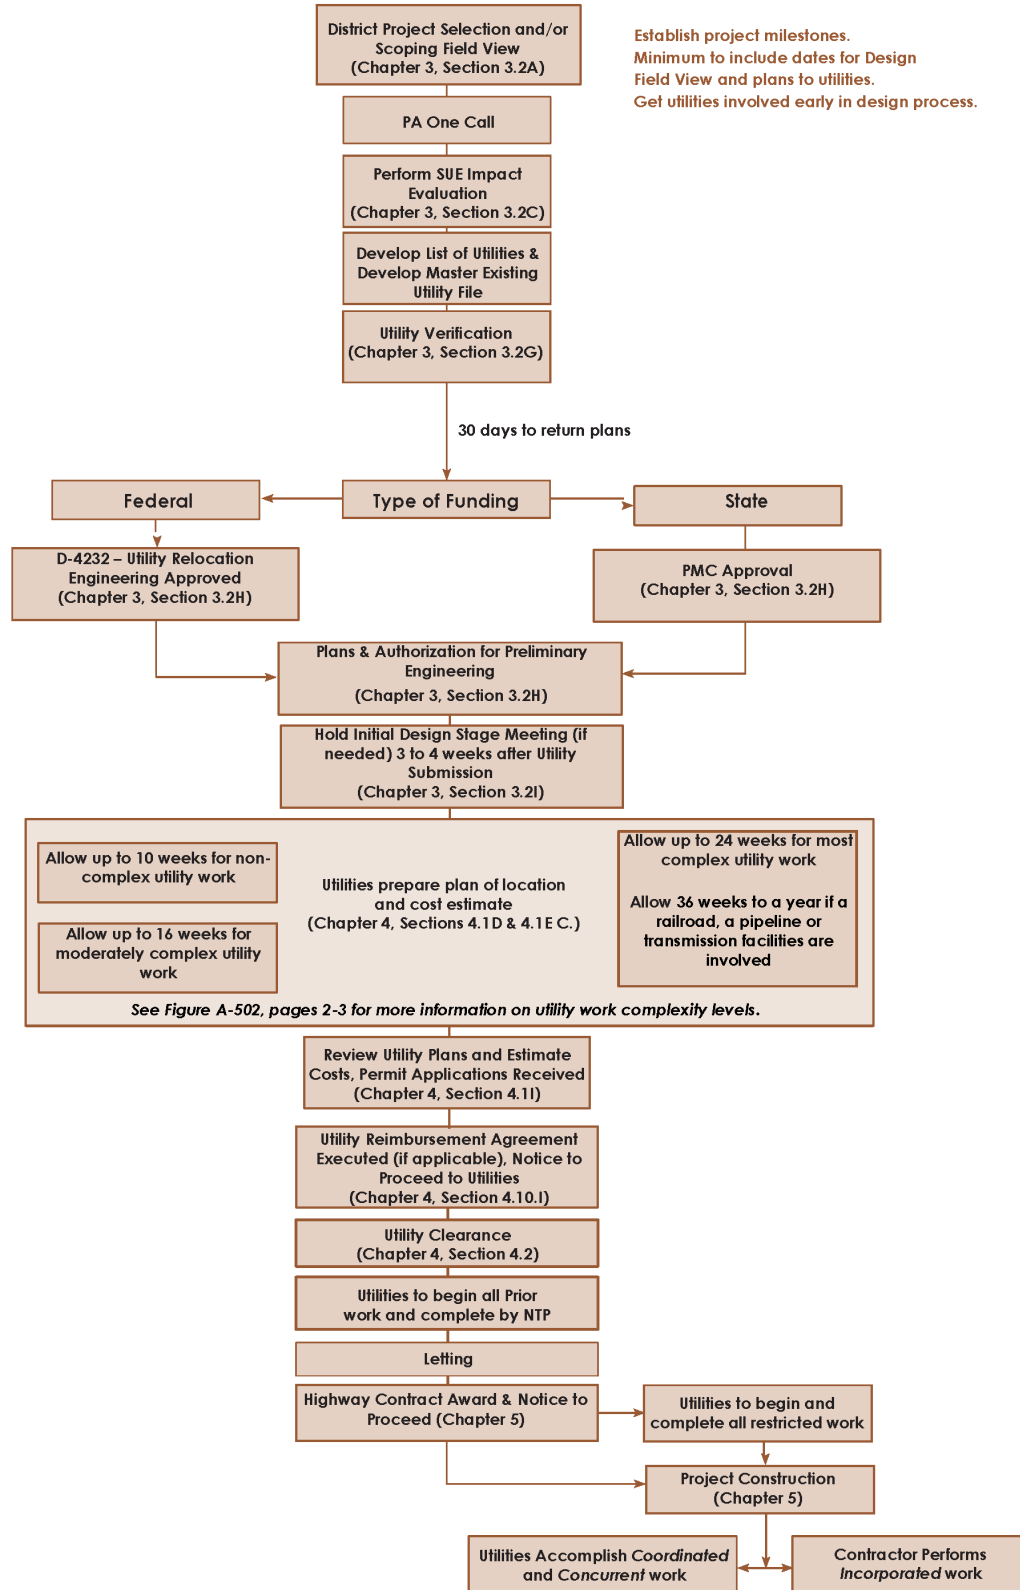 District Project Selection and/or
Scoping Field View
(Chapter 3, Section 3.2A)
Establish project milestones.
Minimum to include dates for Design
Field View and plans to utilities.
Get utilities involved early in design process.
PA One Call
Perform SUE Impact
Evaluation
(Chapter 3, Section 3.2C)
Develop List of Utilities &
Develop Master Existing
Utility File
Utility Verification
(Chapter 3, Section 3.2G)
30 days to return plans
Federal
Type of Funding
State
D-4232 – Utility Relocation
Engineering Approved
(Chapter 3, Section 3.2H)
PMC Approval
(Chapter 3, Section 3.2H)
Plans & Authorization for Preliminary
Engineering
(Chapter 3, Section 3.2H)
Hold Initial Design Stage Meeting (if
needed) 3 to 4 weeks after Utility
Submission
(Chapter 3, Section 3.2I)
Allow up to 10 weeks for non-
complex utility work
Allow up to 16 weeks for
moderately complex utility
work
Utilities prepare plan of location
and cost estimate
(Chapter 4, Sections 4.1D & 4.1E C.)
Allow up to 24 weeks for most
complex utility work
Allow 36 weeks to a year if a
railroad, a pipeline or
transmission facilities are
involved
See Figure A-502, pages 2-3 for more information on utility work complexity levels.
Review Utility Plans and Estimate
Costs, Permit Applications Received
(Chapter 4, Section 4.1I)
Utility Reimbursement Agreement
Executed (if applicable), Notice to
Proceed to Utilities
(Chapter 4, Section 4.10.I)
Utility Clearance
(Chapter 4, Section 4.2)
Utilities to begin all Prior
work and complete by NTP
Letting
Highway Contract Award & Notice to
Proceed (Chapter 5)
Utilities to begin and
complete all restricted work
Project Construction
(Chapter 5)
Utilities Accomplish Coordinated
and Concurrent work
Contractor Performs
Incorporated work